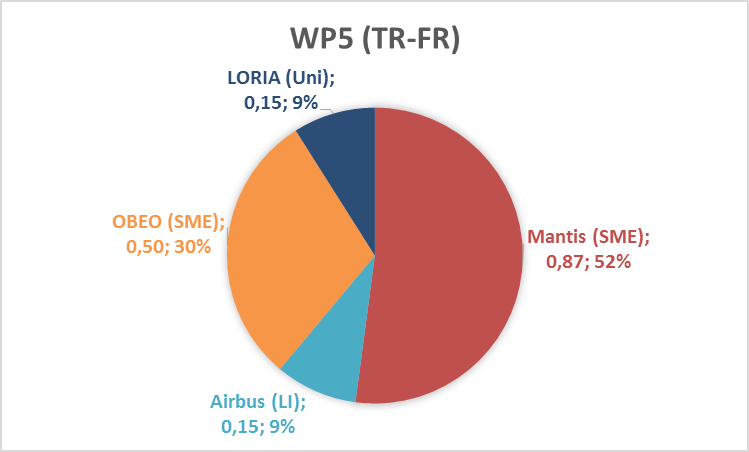 WP5 (TR-FR)
LORIA (Uni);
0,15; 9%
OBEO (SME);
0,50; 30%
Mantis (SME);
0,87; 52%
Airbus (LI);
0,15; 9%